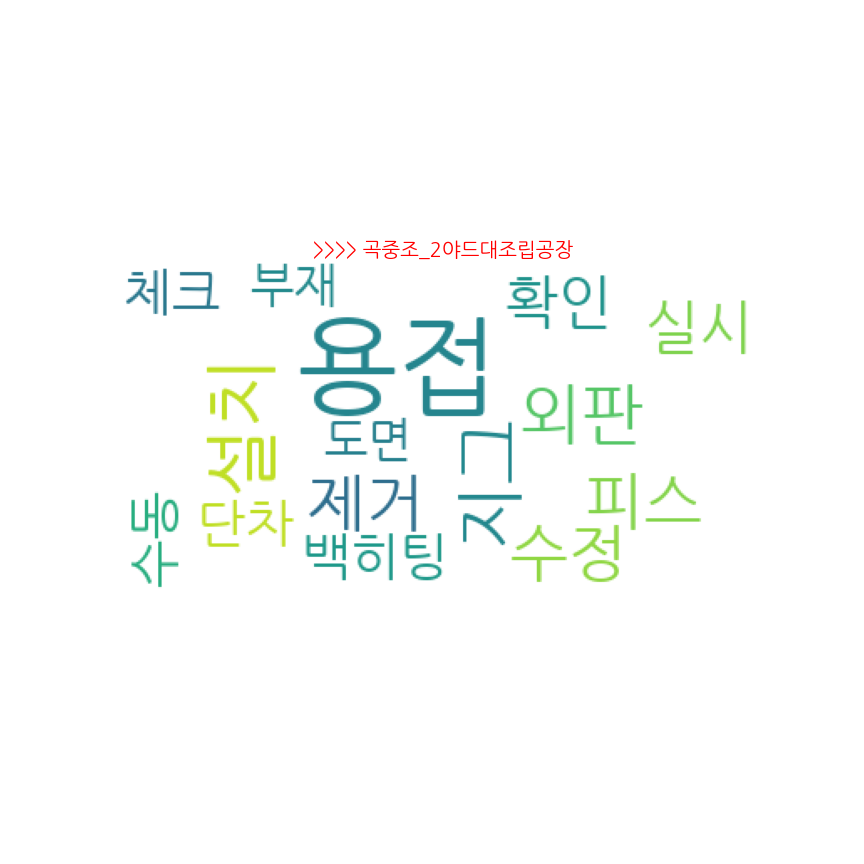 >>>> 곡중조_2야드대조립공장
체크
부재
확인
실시
용접
설치
외판
도면
지그
제거
피스
수동
단차
백히팅
수정